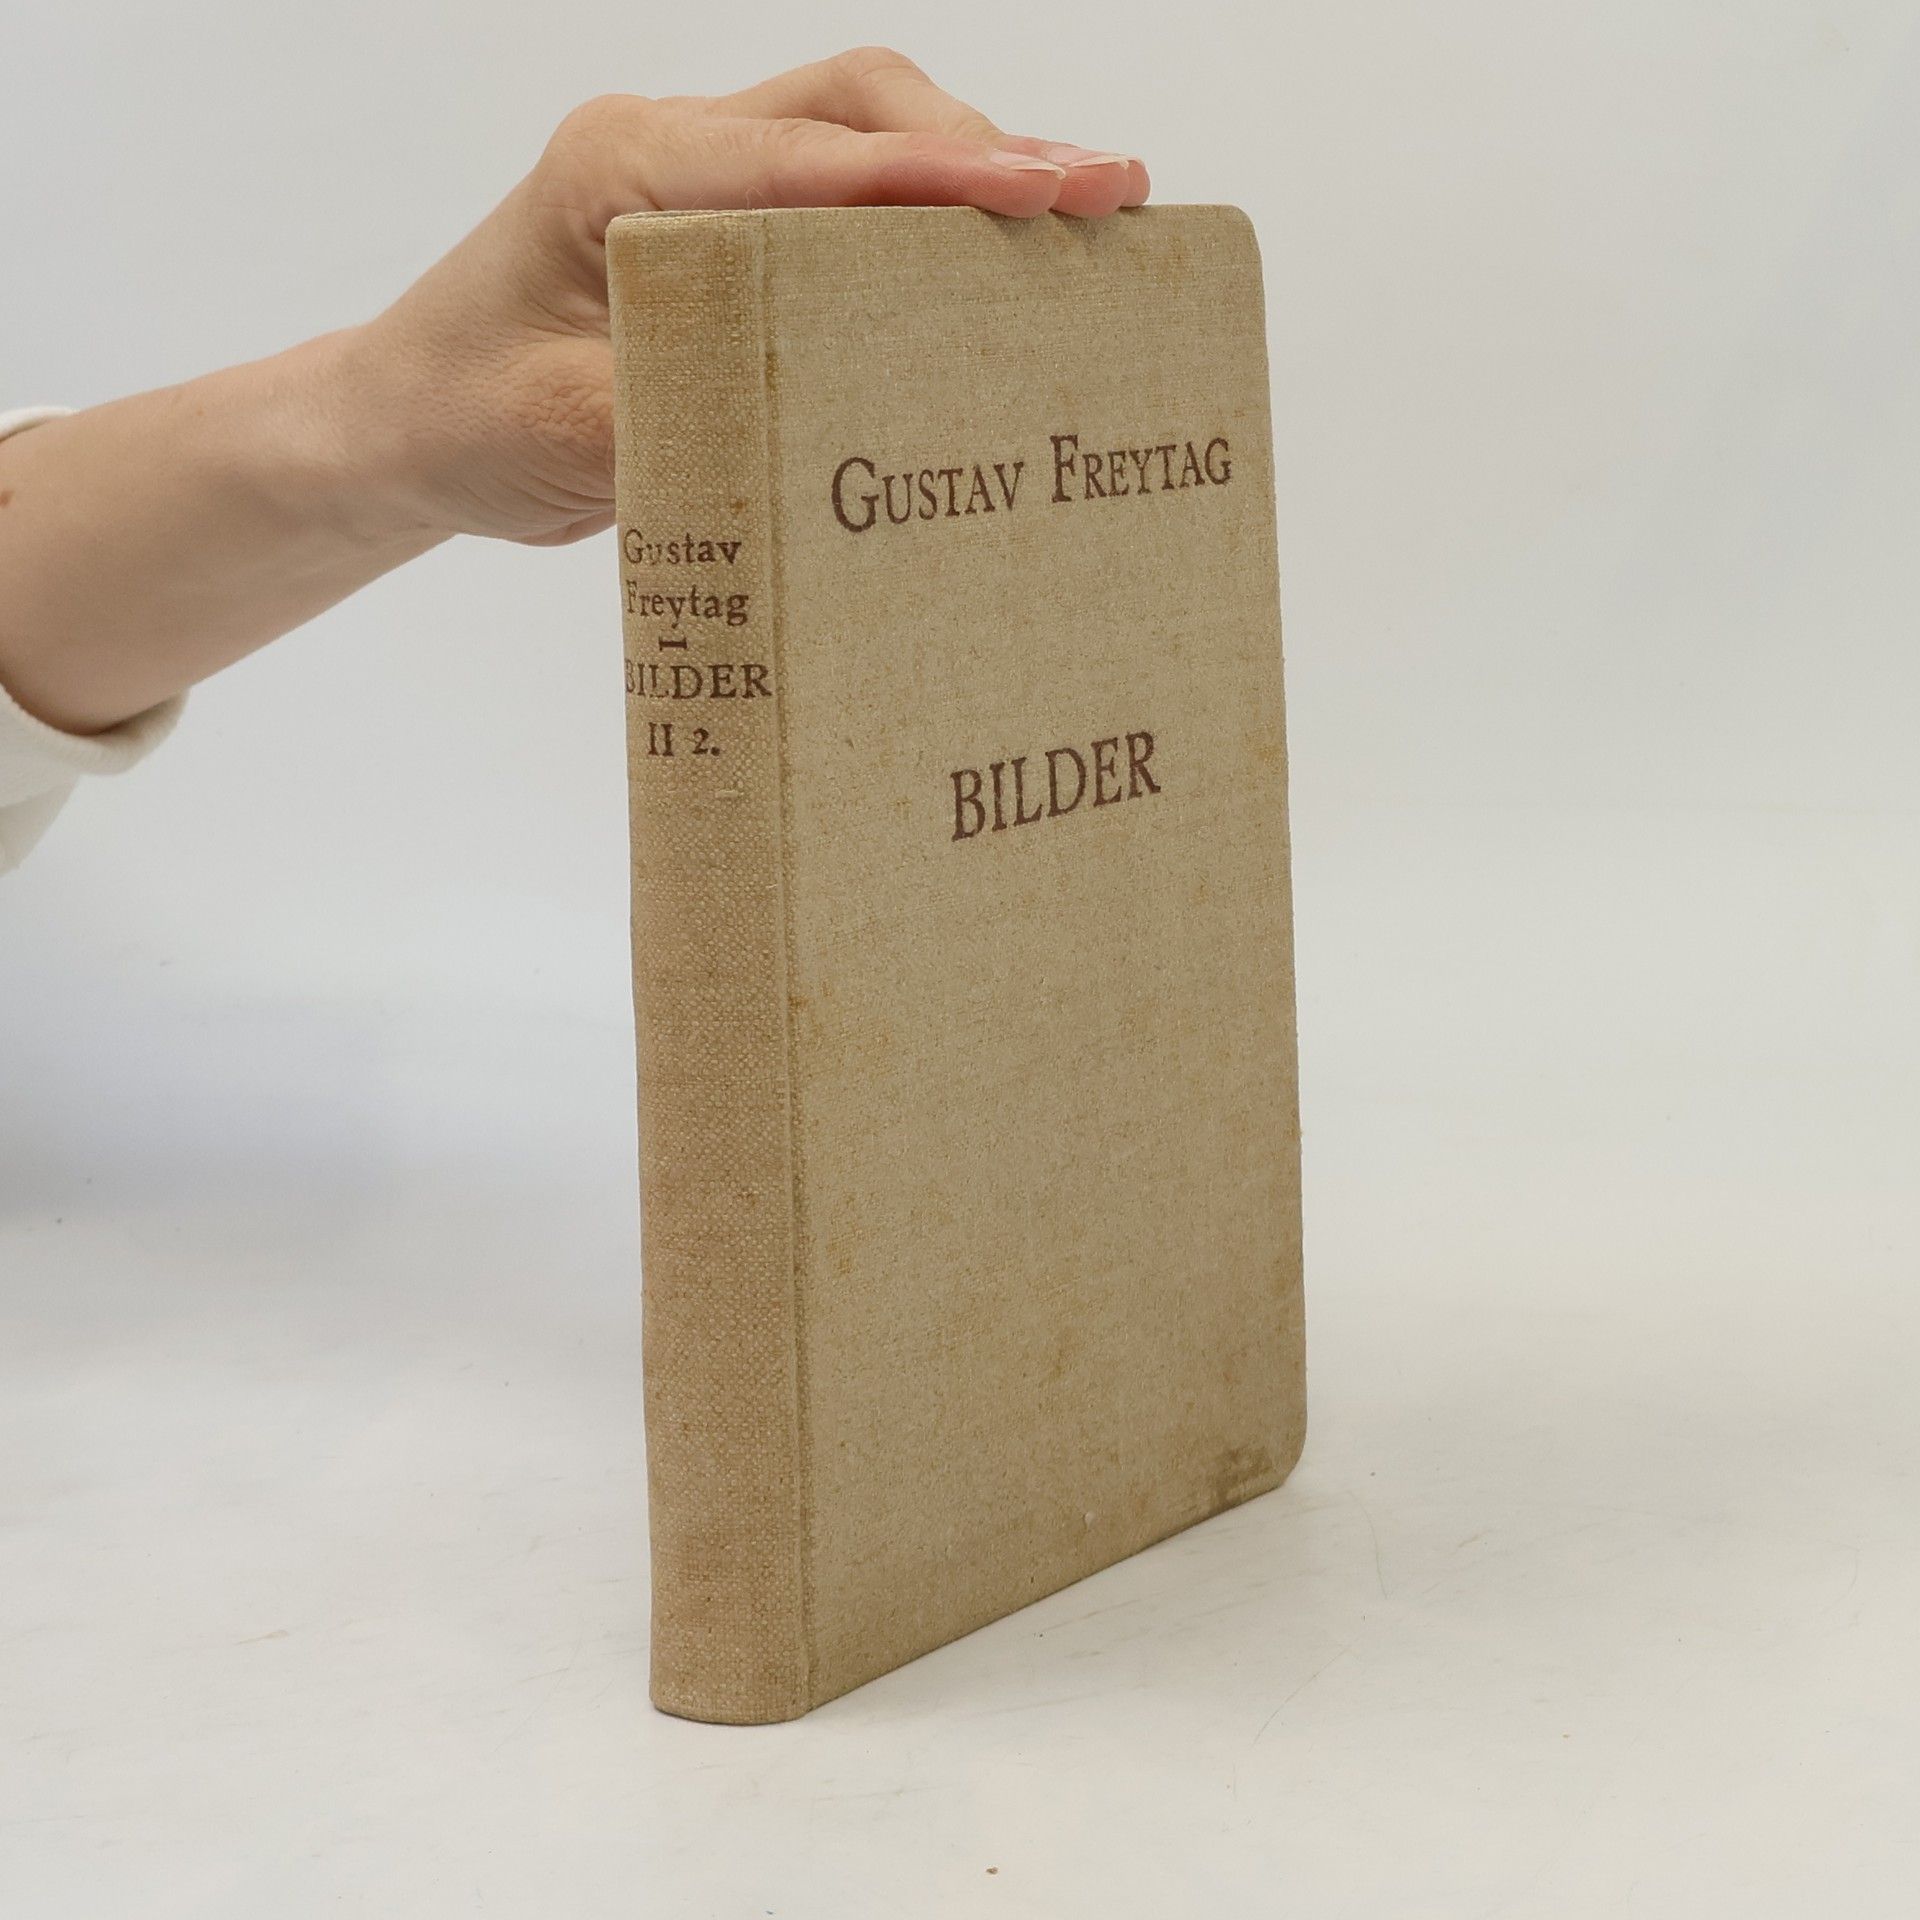 Gustav
Freytag
BILDER
II 2.
GUSTAV FREYTAG
BILDER